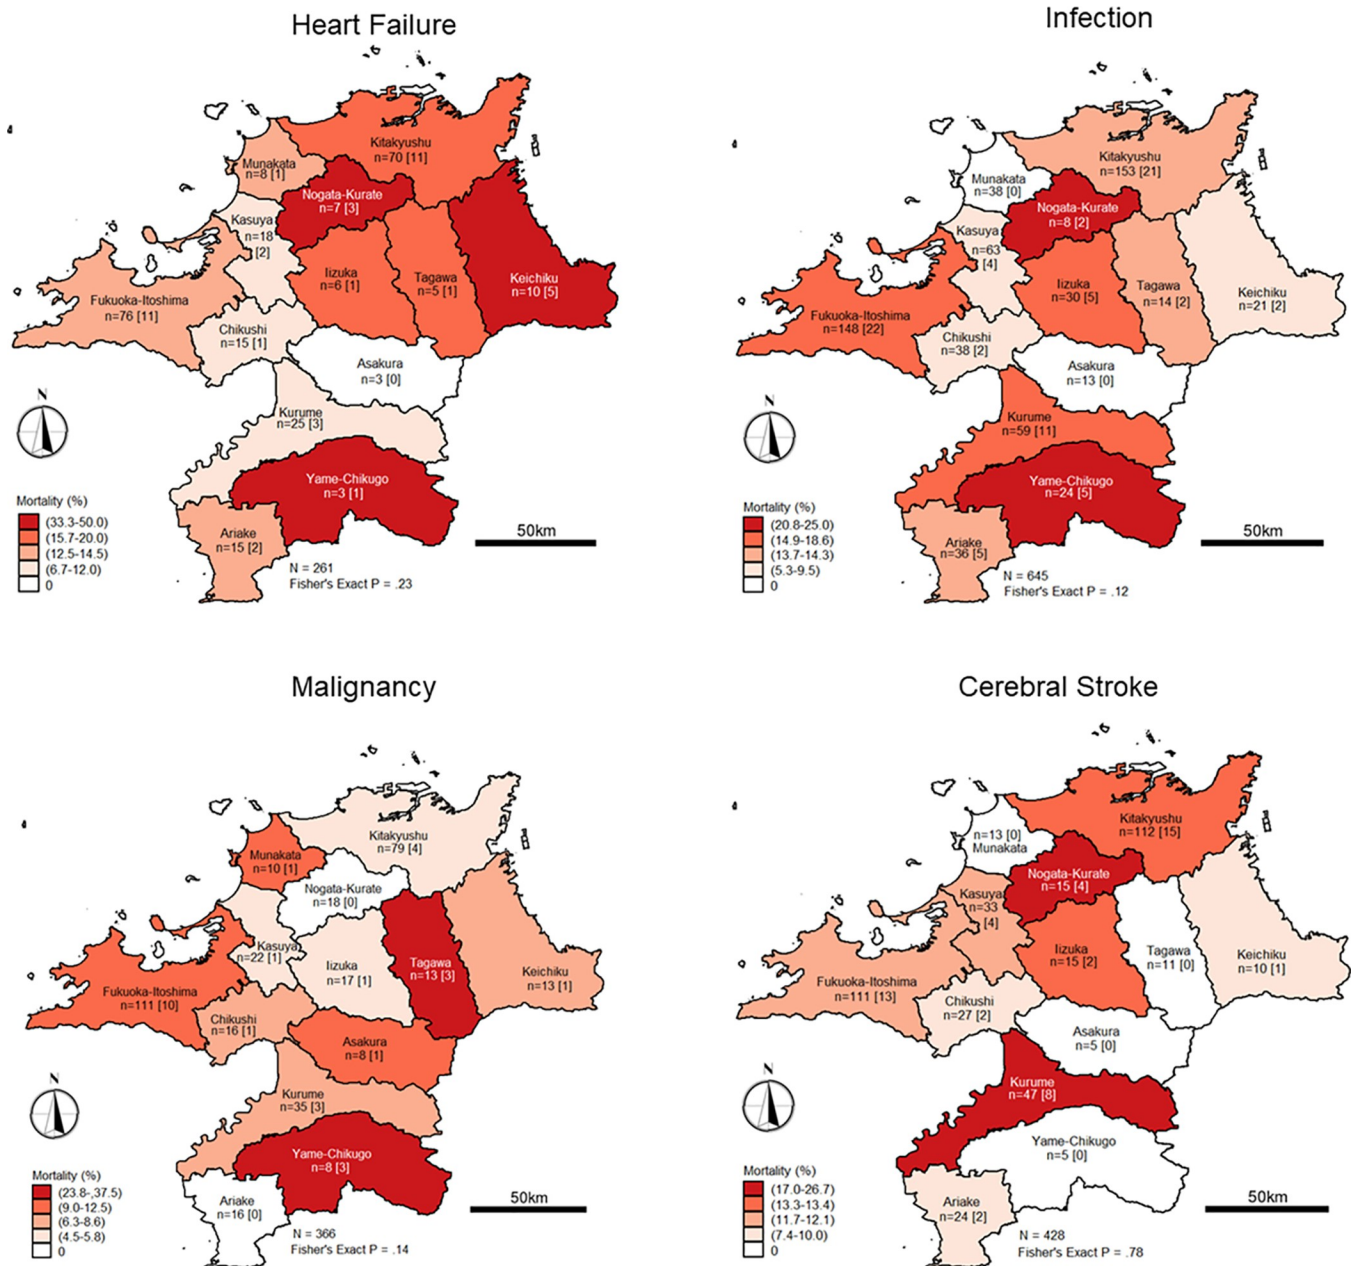 Heart Failure
Kitakyushu
n=70 [11]
Munakata
n=8 [1]
Nogata-Kurate
n=7 [3]
Kasuya
n=18
[2]
Iizuka
n=6 [1]
Tagawa
n=5 [1]
Keichiku
n=10 [5]
Fukuoka-Itoshima
n=76 [11]
Chikushi
n=15 [1]
Asakura
n=3 [0]
Kurume
n=25 [3]
Yame-Chikugo
n=3 [1]
Ariake
n=15 [2]
N
Mortality (%)
(33.3-50.0)
(15.7-20.0)
(12.5-14.5)
(6.7-12.0)
0
50km
N = 261
Fisher's Exact P = .23
Infection
Kitakyushu
n=153 [21]
Munakata
n=38 [0]
Nogata-Kurate
n=8 [2]
Kasuya
n=63
[4]
Iizuka
n=30 [5]
Tagawa
n=14 [2]
Keichiku
n=21 [2]
Fukuoka-Itoshima
n=148 [22]
Chikushi
n=38 [2]
Asakura
n=13 [0]
Kurume
n=59 [11]
Yame-Chikugo
n=24 [5]
Ariake
n=36 [5]
N
Mortality (%)
(20.8-25.0)
(14.9-18.6)
(13.7-14.3)
(5.3-9.5)
0
50km
N = 645
Fisher's Exact P = .12
Malignancy
Kitakyushu
n=79 [4]
Munakata
n=10 [1]
Nogata-Kurate
n=18 [0]
Kasuya
n=22 [1]
Iizuka
n=17 [1]
Tagawa
n=13 [3]
Keichiku
n=13 [1]
Fukuoka-Itoshima
n=111 [10]
Chikushi
n=16 [1]
Asakura
n=8 [1]
Kurume
n=35 [3]
Yame-Chikugo
n=8 [3]
Ariake
n=16 [0]
N
Mortality (%)
(23.8-,37.5)
(9.0-12.5)
(6.3-8.6)
(4.5-5.8)
0
50km
N = 366
Fisher's Exact P = .14
Cerebral Stroke
Kitakyushu
n=112 [15]
n=13 [0]
Munakata
Nogata-Kurate
n=15 [4]
Kasuya
n=33
[4]
Iizuka
n=15 [2]
Tagawa
n=11 [0]
Keichiku
n=10 [1]
Fukuoka-Itoshima
n=111 [13]
Chikushi
n=27 [2]
Asakura
n=5 [0]
Kurume
n=47 [8]
Yame-Chikugo
n=5 [0]
Ariake
n=24 [2]
N
Mortality (%)
(17.0-26.7)
(13.3-13.4)
(11.7-12.1)
(7.4-10.0)
0
50km
N = 428
Fisher's Exact P = .78